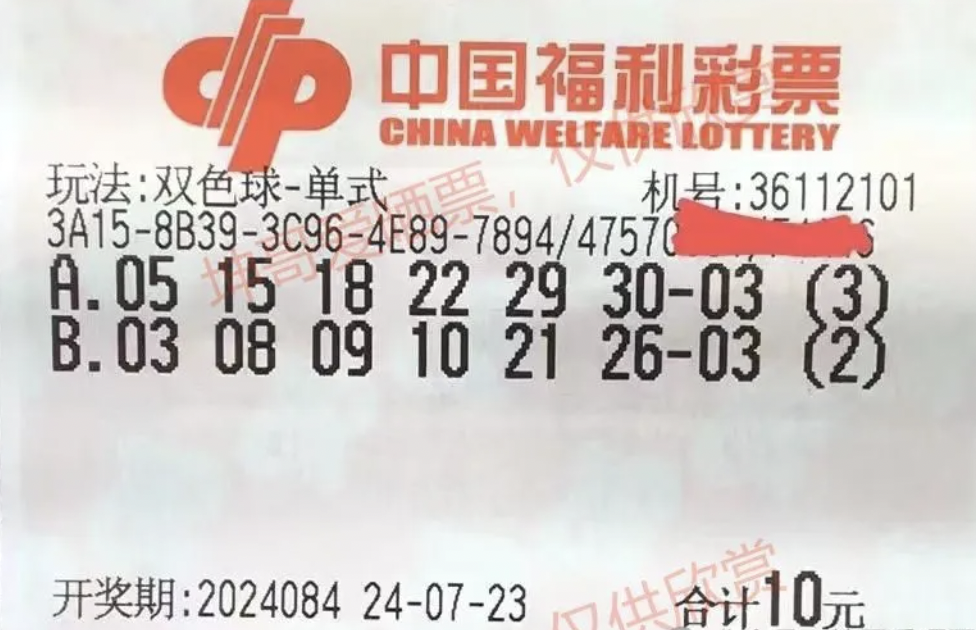 中国福利彩票
CHINA WELFARE LOTTERY
玩法:双色球-单式 机号:36112101
3A15-8B39-3C96-4E89-7894/4757
A.05 15 18 22 29 30-03 (3)
B.03 08 09 10 21 26-03 (2)
开奖期:2024084 24-07-23 合计10元
坤哥爱晒票,仅供欣赏
仅供欣赏